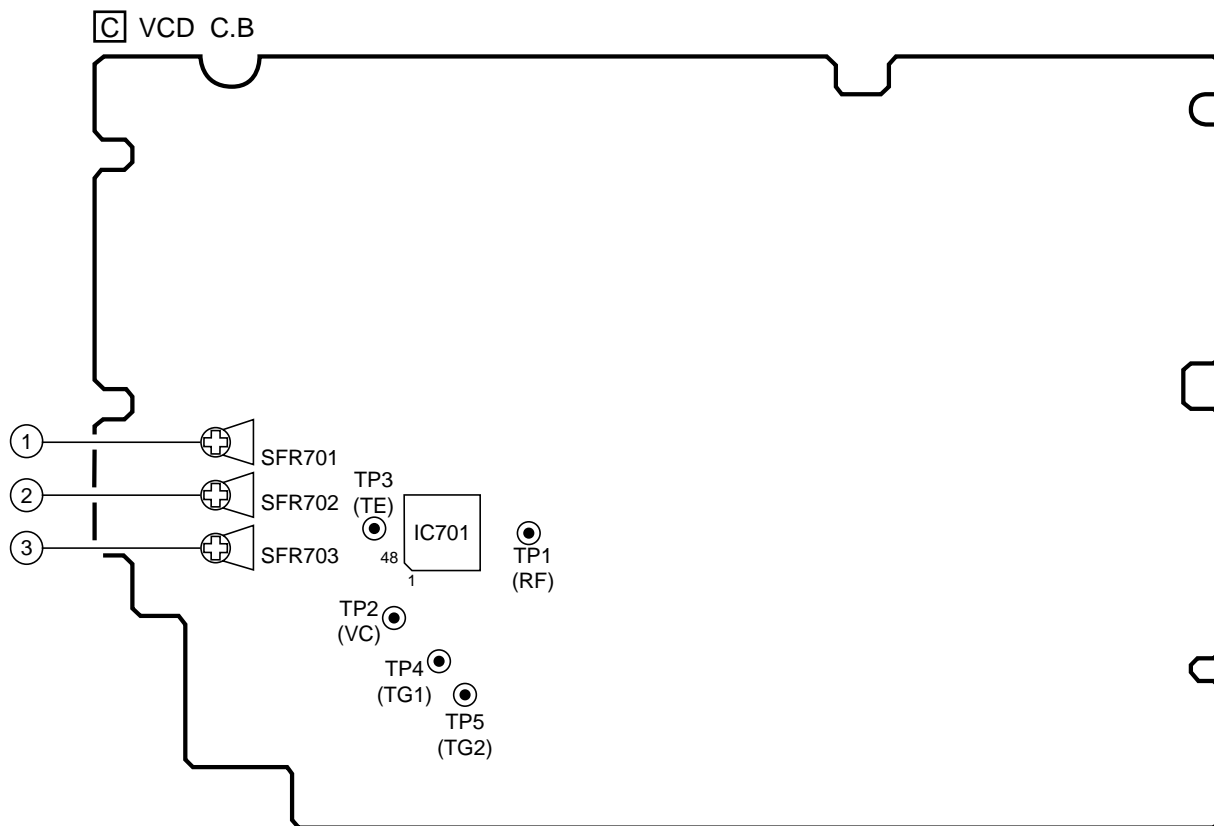 C VCD C.B
1
SFR701
2
SFR702
3
SFR703
TP3
(TE)
IC701
48
1
TP1
(RF)
TP2
(VC)
TP4
(TG1)
TP5
(TG2)